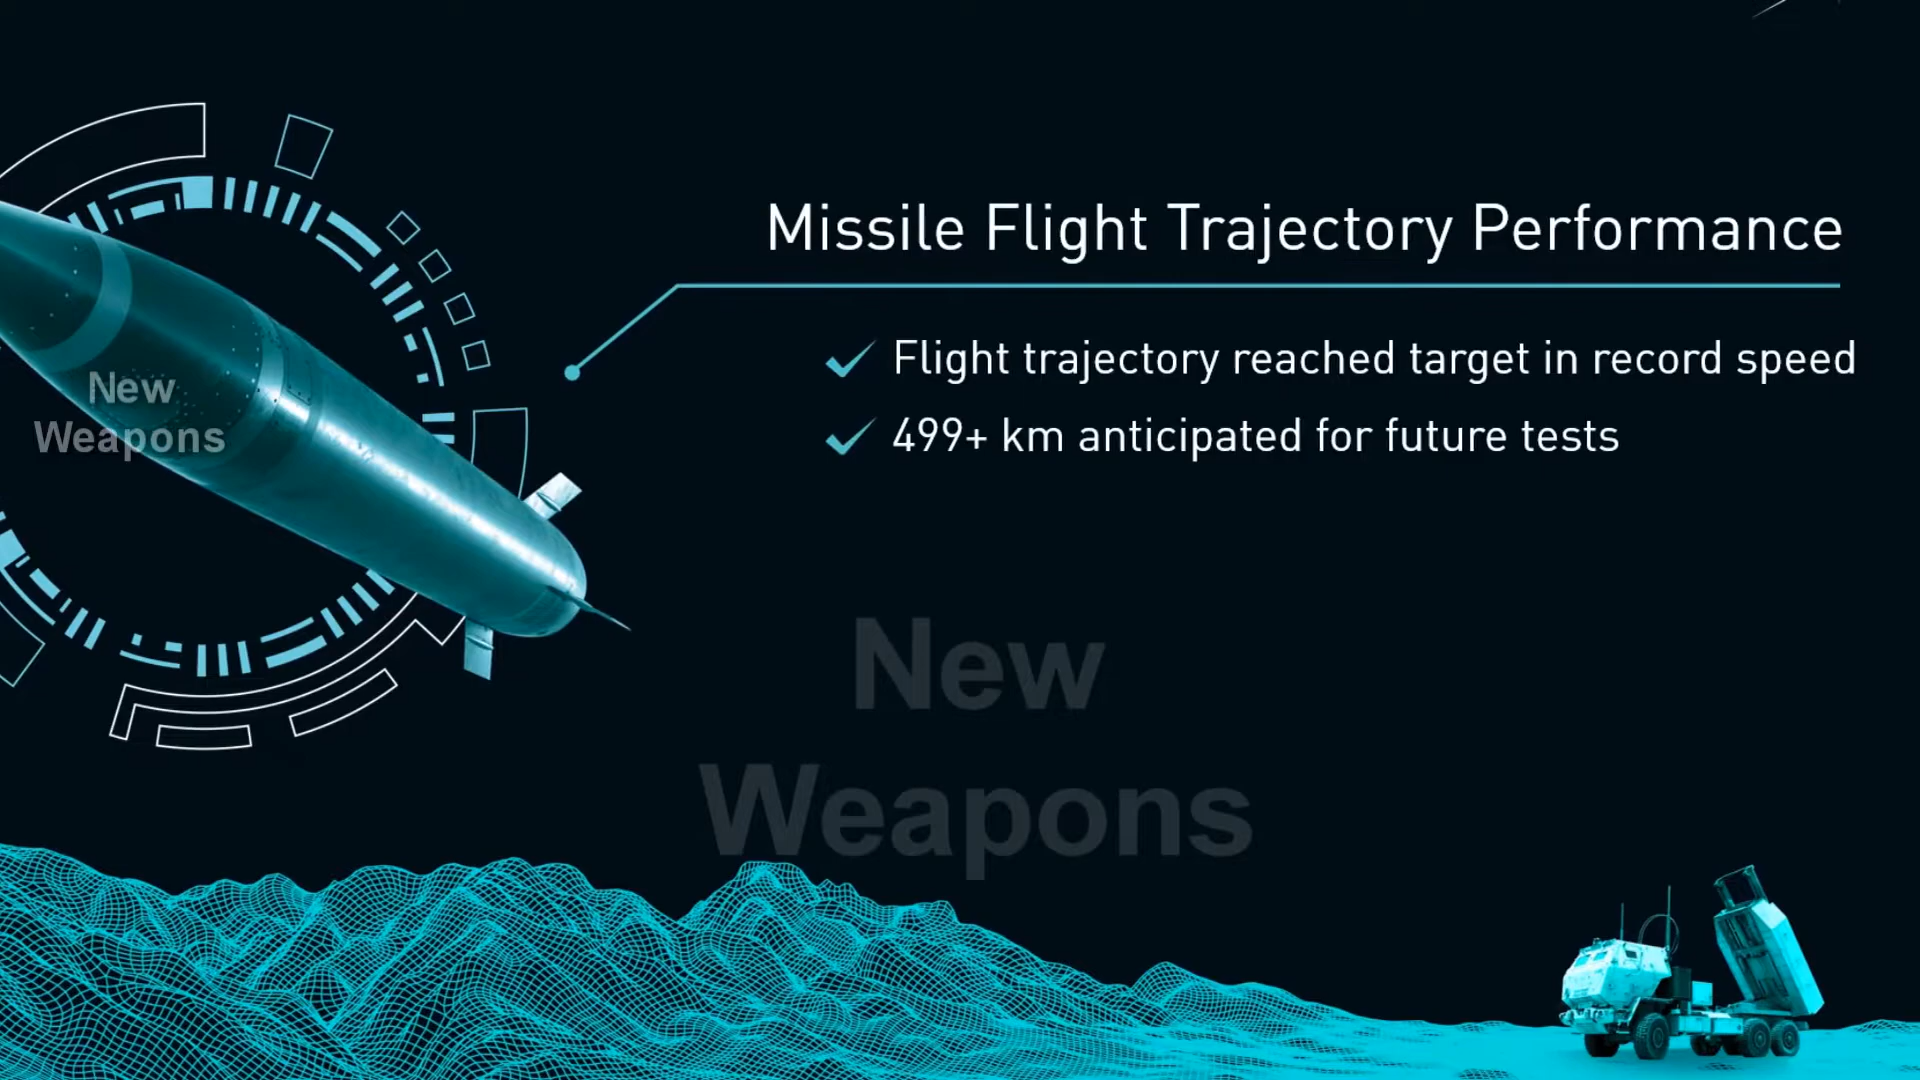 Missile Flight Trajectory Performance
Flight trajectory reached target in record speed
499+ km anticipated for future tests
New
Weapons
New
Weapons